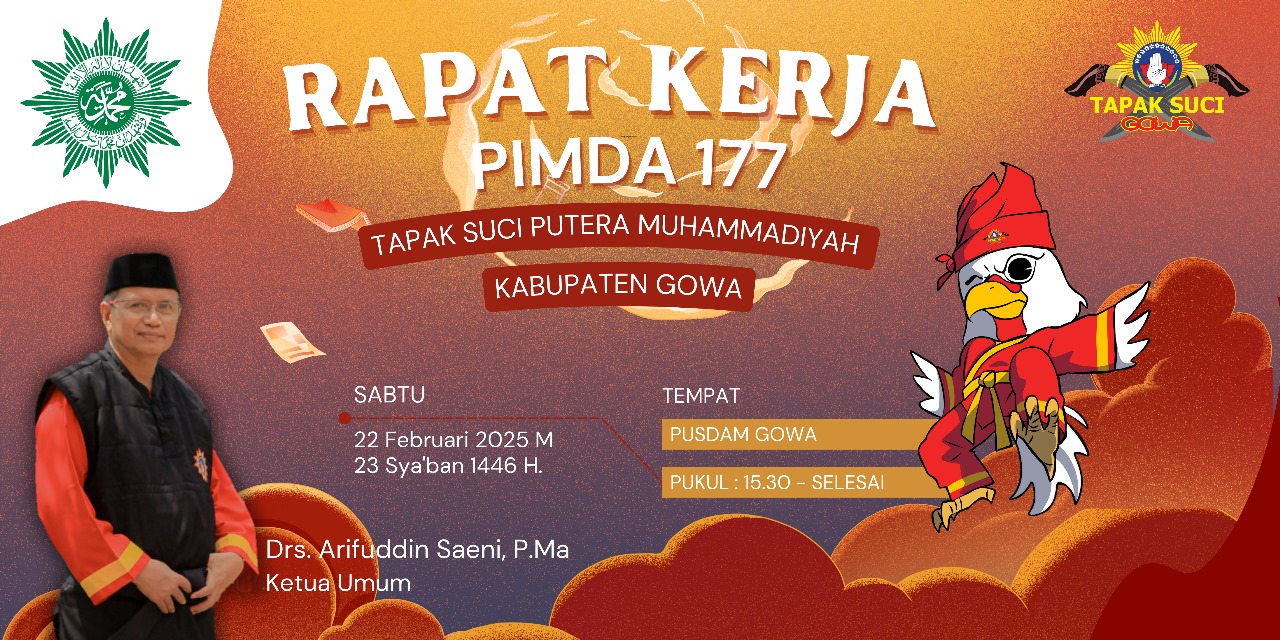 RAPAT KERJA
PIMDA 177
TAPAK SUCI PUTERA MUHAMMADIYAH
KABUPATEN GOWA
TAPAK SUCI
GOWA
SABTU
22 Februari 2025 M
23 Sya'ban 1446 H.
TEMPAT
PUSDAM GOWA
PUKUL : 15.30 - SELESAI
Drs. Arifuddin Saeni, P.Ma
Ketua Umum